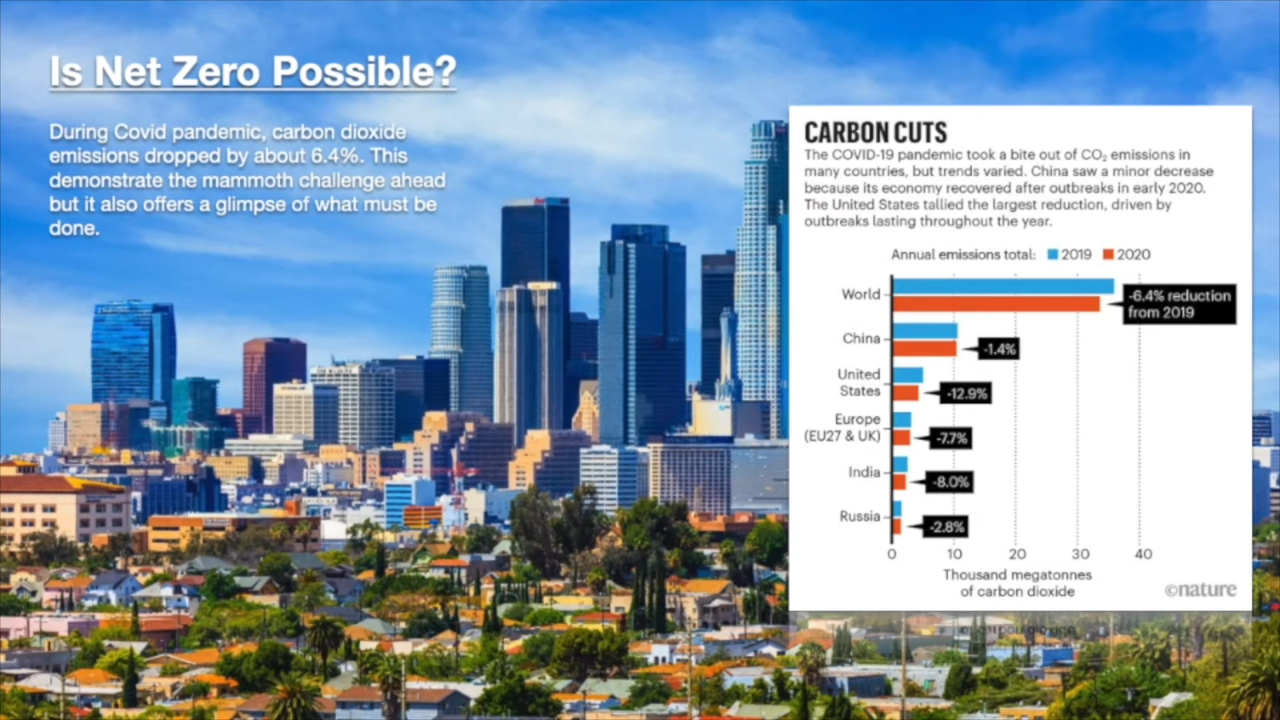 Is Net Zero Possible?
During Covid pandemic, carbon dioxide
emissions dropped by about 6.4%. This
demonstrate the mammoth challenge ahead
but it also offers a glimpse of what must be
done.
CARBON CUTS
The COVID-19 pandemic took a bite out of CO₂ emissions in
many countries, but trends varied. China saw a minor decrease
because its economy recovered after outbreaks in early 2020.
The United States tallied the largest reduction, driven by
outbreaks lasting throughout the year.
Annual emissions total: 2019 2020
World
-6.4% reduction
from 2019
China
-1.4%
United
States
-12.9%
Europe
(EU27 & UK)
-7.7%
India
-8.0%
Russia
-2.8%
0 10 20 30 40
Thousand megatonnes
of carbon dioxide
©nature